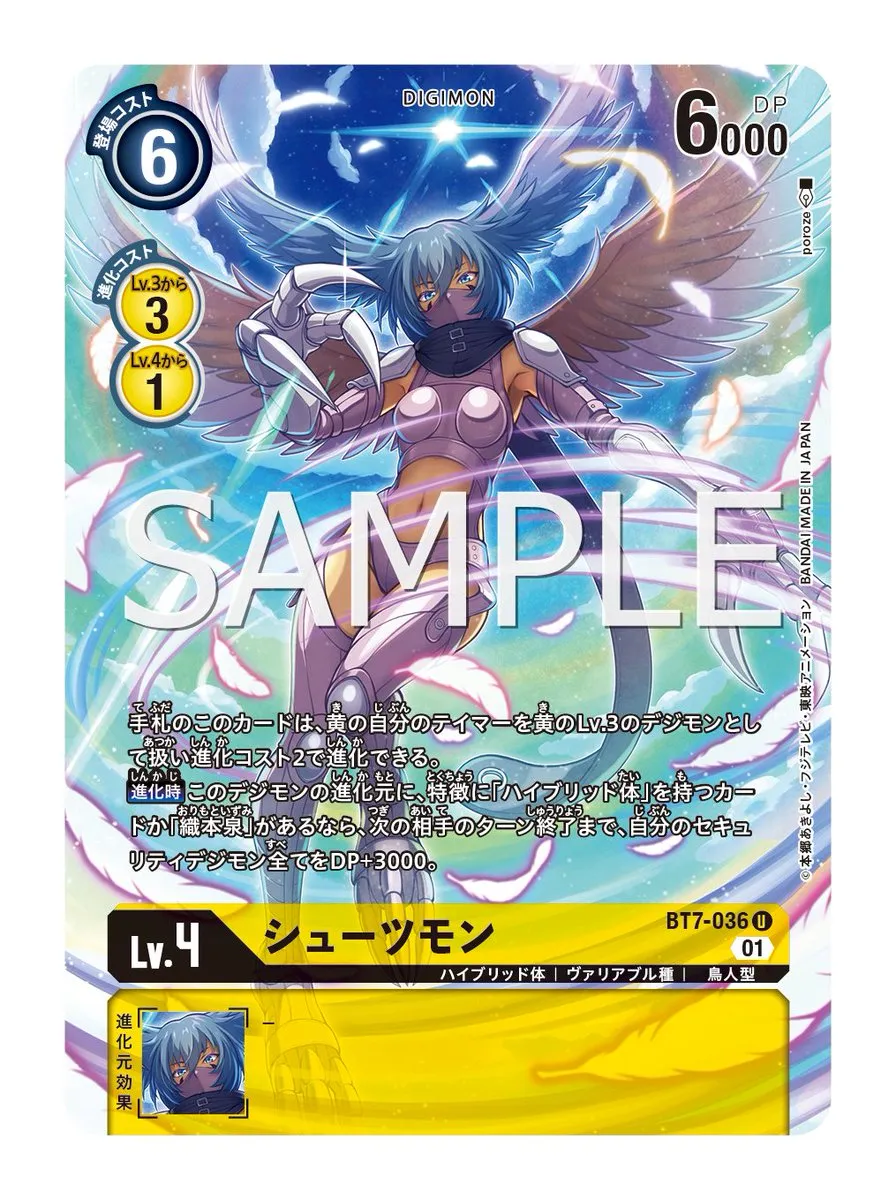 DIGIMON
登場コスト
6
DP
6000
進化コスト
Lv.3から
3
Lv.4から
1
poroze
SAMPLE
手札のこのカードは、黄の自分のテイマーを黄のLv.3のデジモンとし
て扱い進化コスト2で進化できる。
進化時 このデジモンの進化元に、特徴に「ハイブリッド体」を持つカー
ドか「織本泉」があるなら、次の相手のターン終了まで、自分のセキュ
リティデジモン全てをDP+3000。
©本郷あきよし・フジテレビ・東映アニメーション BANDAI MADE IN JAPAN
BT7-036 U
01
Lv.4
シューツモン
ハイブリッド体 | ヴァリアブル種 | 鳥人型
進化元効果
–